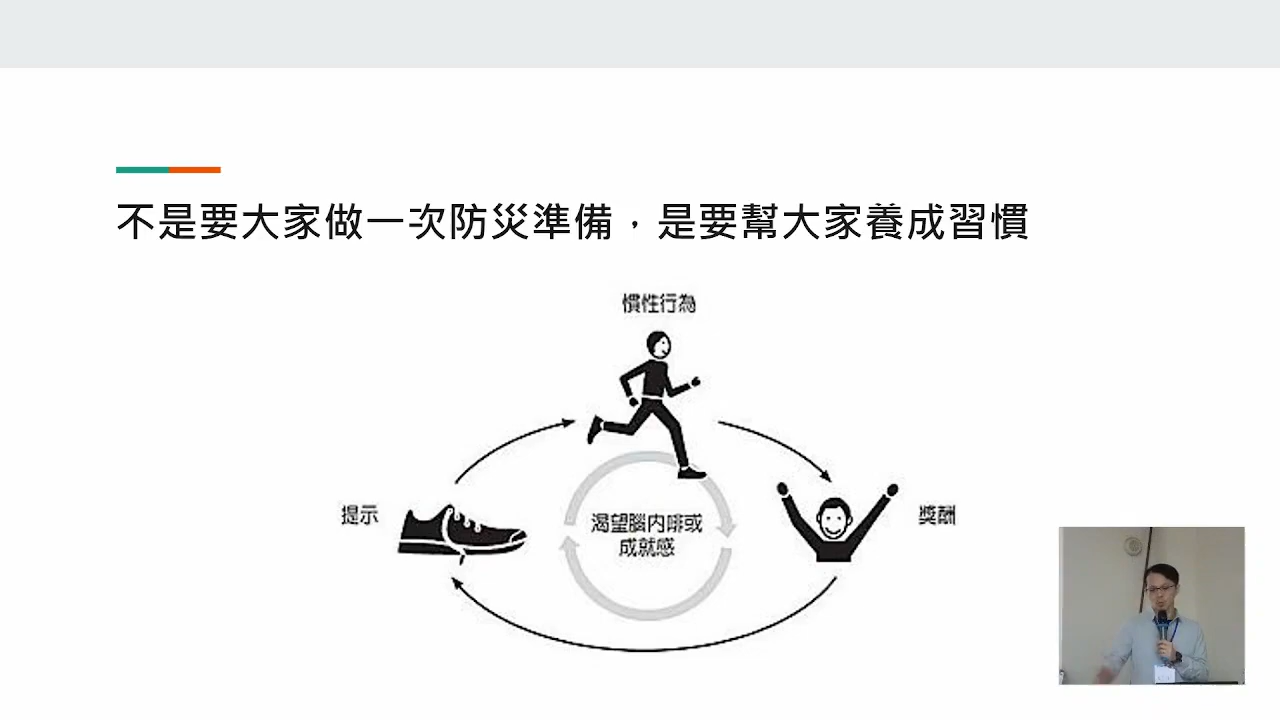 不是要大家做一次防災準備，是要幫大家養成習慣
慣性行為
提示
渴望腦内啡或
成就感
獎酬